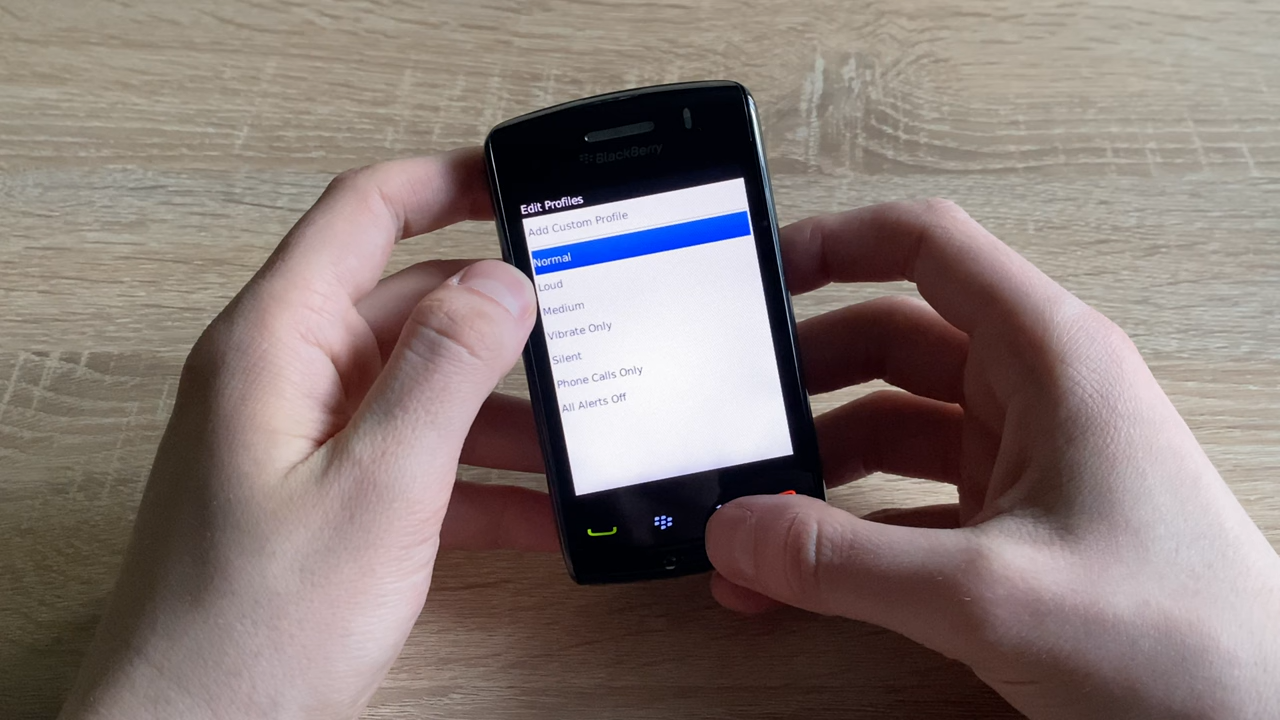 BlackBerry
Edit Profiles
Add Custom Profile
Normal
Loud
Medium
Vibrate Only
Silent
Phone Calls Only
All Alerts Off